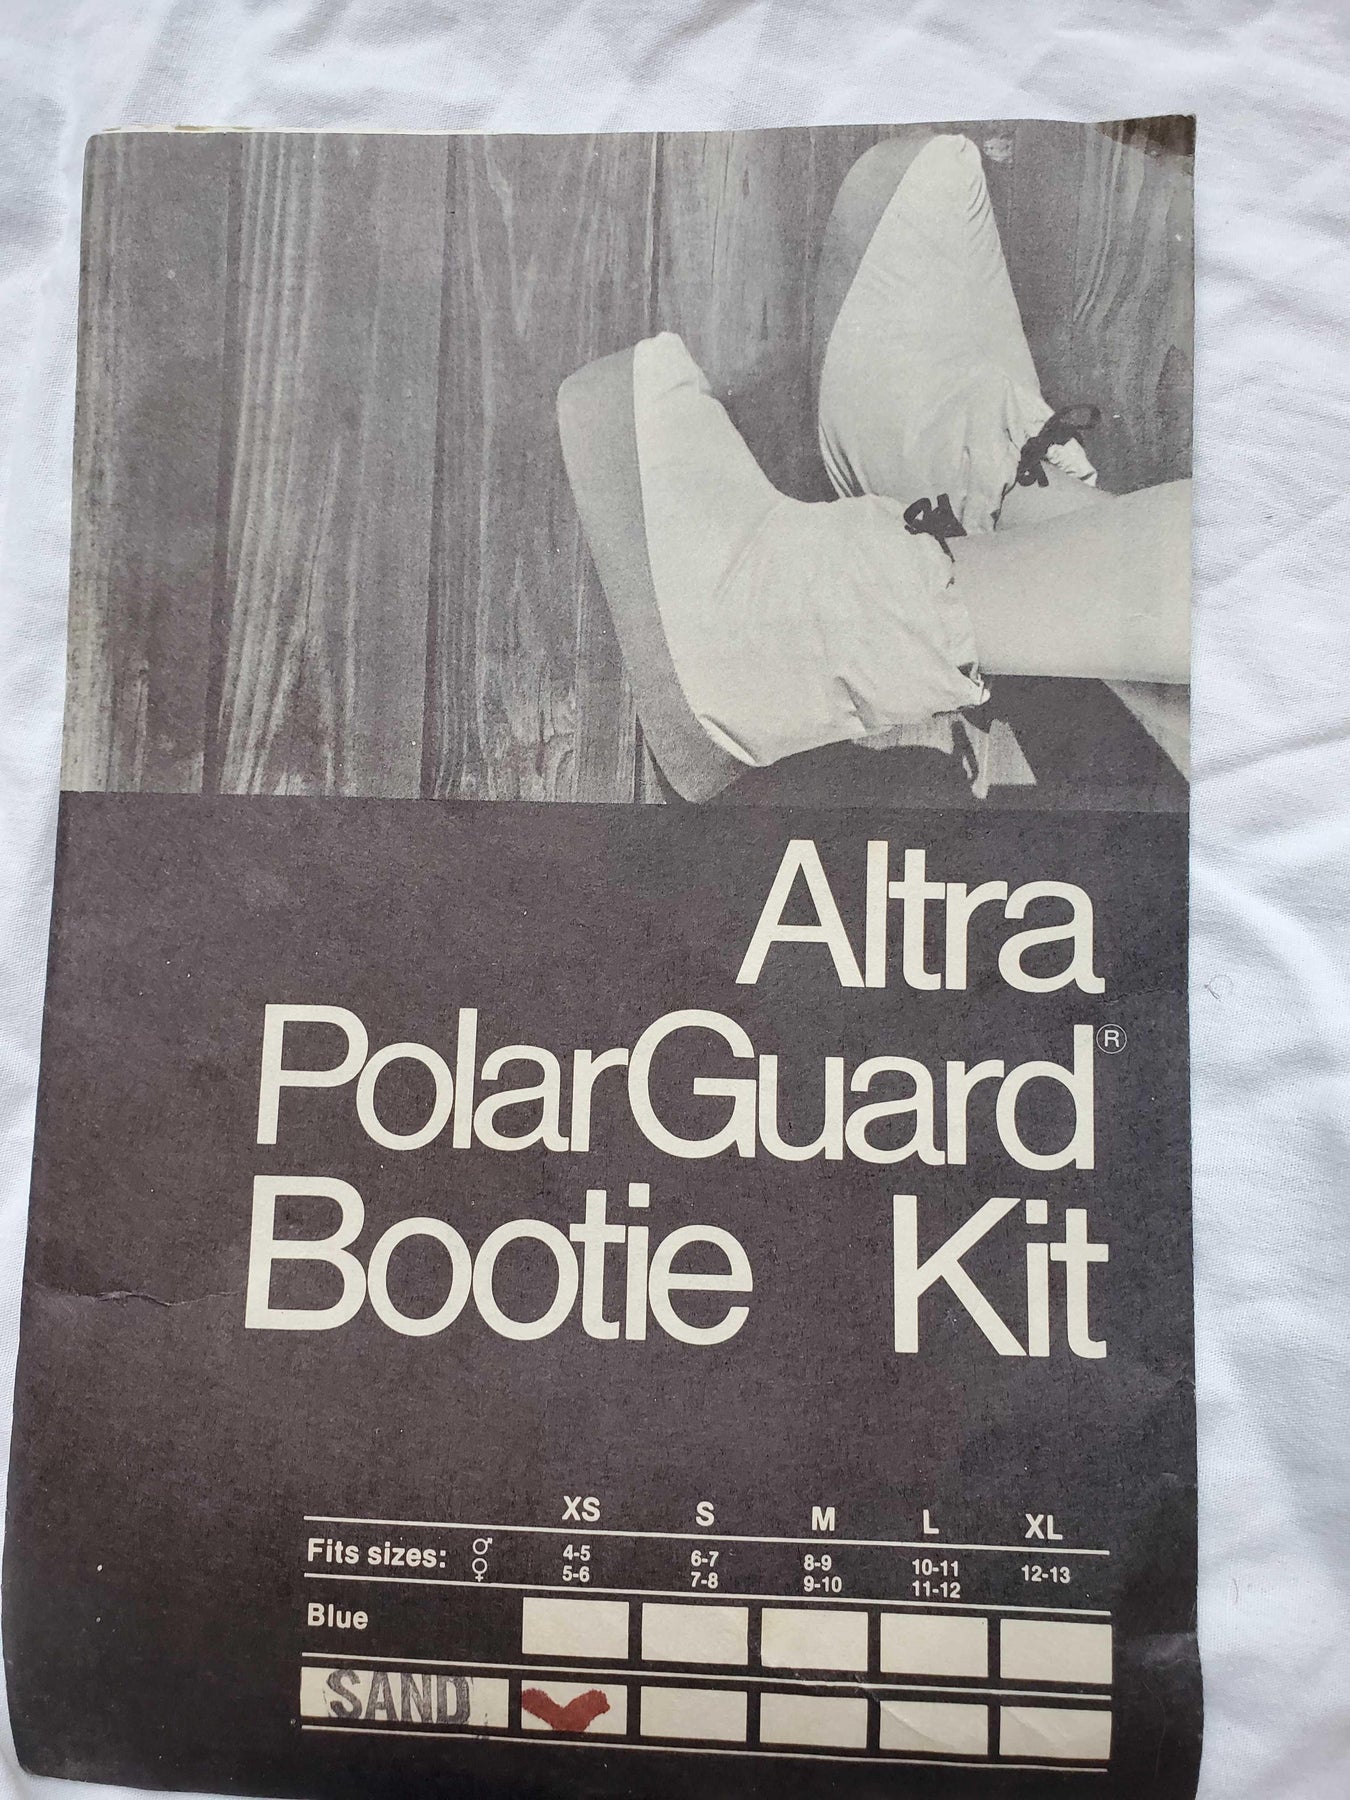 Altra
PolarGuard®
Bootie Kit
XS S M L XL
Fits sizes: ♂ 4-5 6-7 8-9 10-11 12-13
♀ 5-6 7-8 9-10 11-12
Blue
SAND